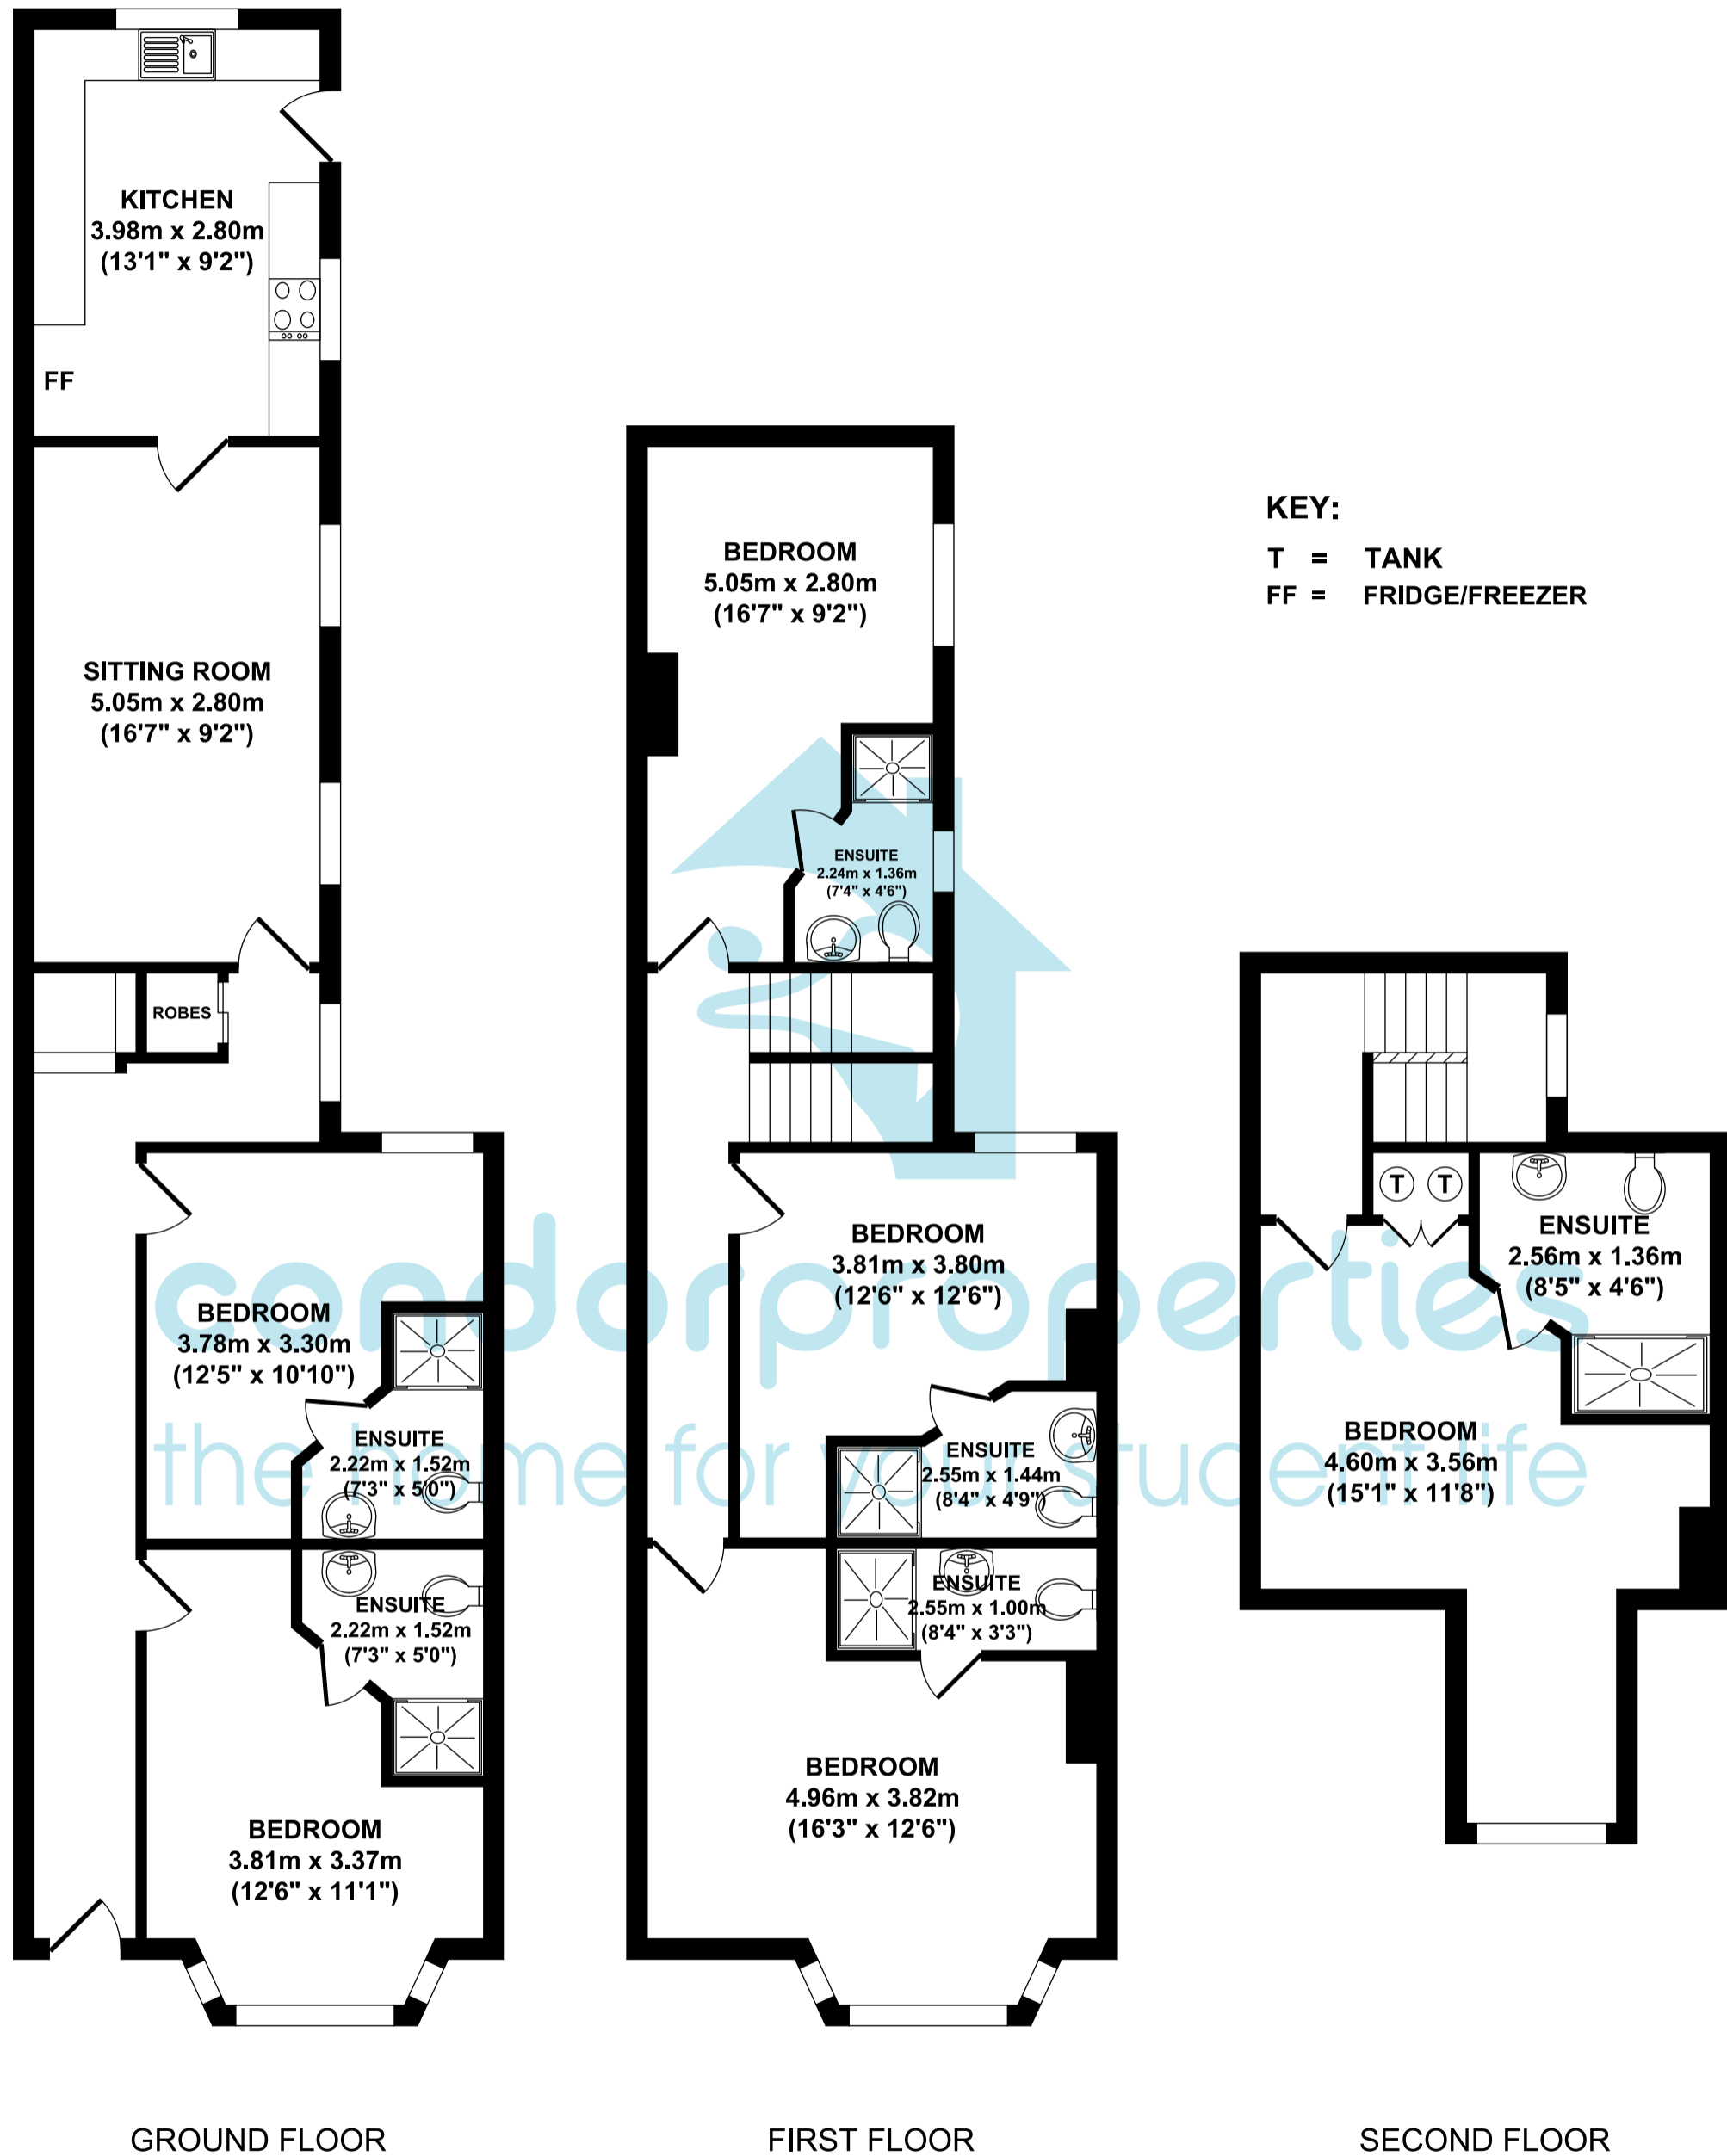 KITCHEN
3.98m x 2.80m
(13'1" x 9'2")
FF
SITTING ROOM
5.05m x 2.80m
(16'7" x 9'2")
ROBES
BEDROOM
3.78m x 3.30m
(12'5" x 10'10")
ENSUITE
2.22m x 1.52m
(7'3" x 5'0")
ENSUITE
2.22m x 1.52m
(7'3" x 5'0")
BEDROOM
3.81m x 3.37m
(12'6" x 11'1")
GROUND FLOOR
BEDROOM
5.05m x 2.80m
(16'7" x 9'2")
ENSUITE
2.24m x 1.36m
(7'4" x 4'6")
BEDROOM
3.81m x 3.80m
(12'6" x 12'6")
ENSUITE
2.55m x 1.44m
(8'4" x 4'9")
ENSUITE
2.55m x 1.00m
(8'4" x 3'3")
BEDROOM
4.96m x 3.82m
(16'3" x 12'6")
FIRST FLOOR
KEY:
T = TANK
FF = FRIDGE/FREEZER
T T
ENSUITE
2.56m x 1.36m
(8'5" x 4'6")
BEDROOM
4.60m x 3.56m
(15'1" x 11'8")
SECOND FLOOR
condorproperties
the home for your student life